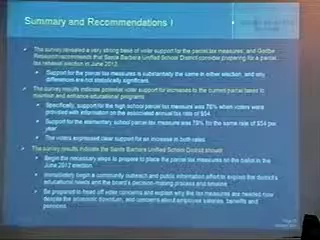 Summary and Recommendations I
The survey revealed a very strong base of voter support for the parcel tax measures, and Godbe
Research recommends that Santa Barbara Unified School District consider preparing for a parcel
tax renewal election in June 2012.
Support for the parcel tax measures is substantially the same in either election, and any
differences are not statistically significant.
The survey results indicate potential voter support for increases to the current parcel taxes to
maintain and enhance educational programs
Specifically, support for the high school parcel tax measure was 76% when voters were
provided with information on the associated annual tax rate of $54
Support for the elementary school parcel tax measure was 79% for the same rate of $54 per
year
The voters expressed clear support for an increase in both rates
The survey results indicate the Santa Barbara Unified School District should
Begin the necessary steps to prepare to place the parcel tax measures on the ballot in the
June 2012 election
Immediately begin a community outreach and public information effort to explain the district's
educational needs and the board's decision-making process and timeline
Be prepared to head off voter concerns and explain why the tax measures are needed now
despite the economic downturn, and concerns about employee salaries, benefits and
pensions
Page